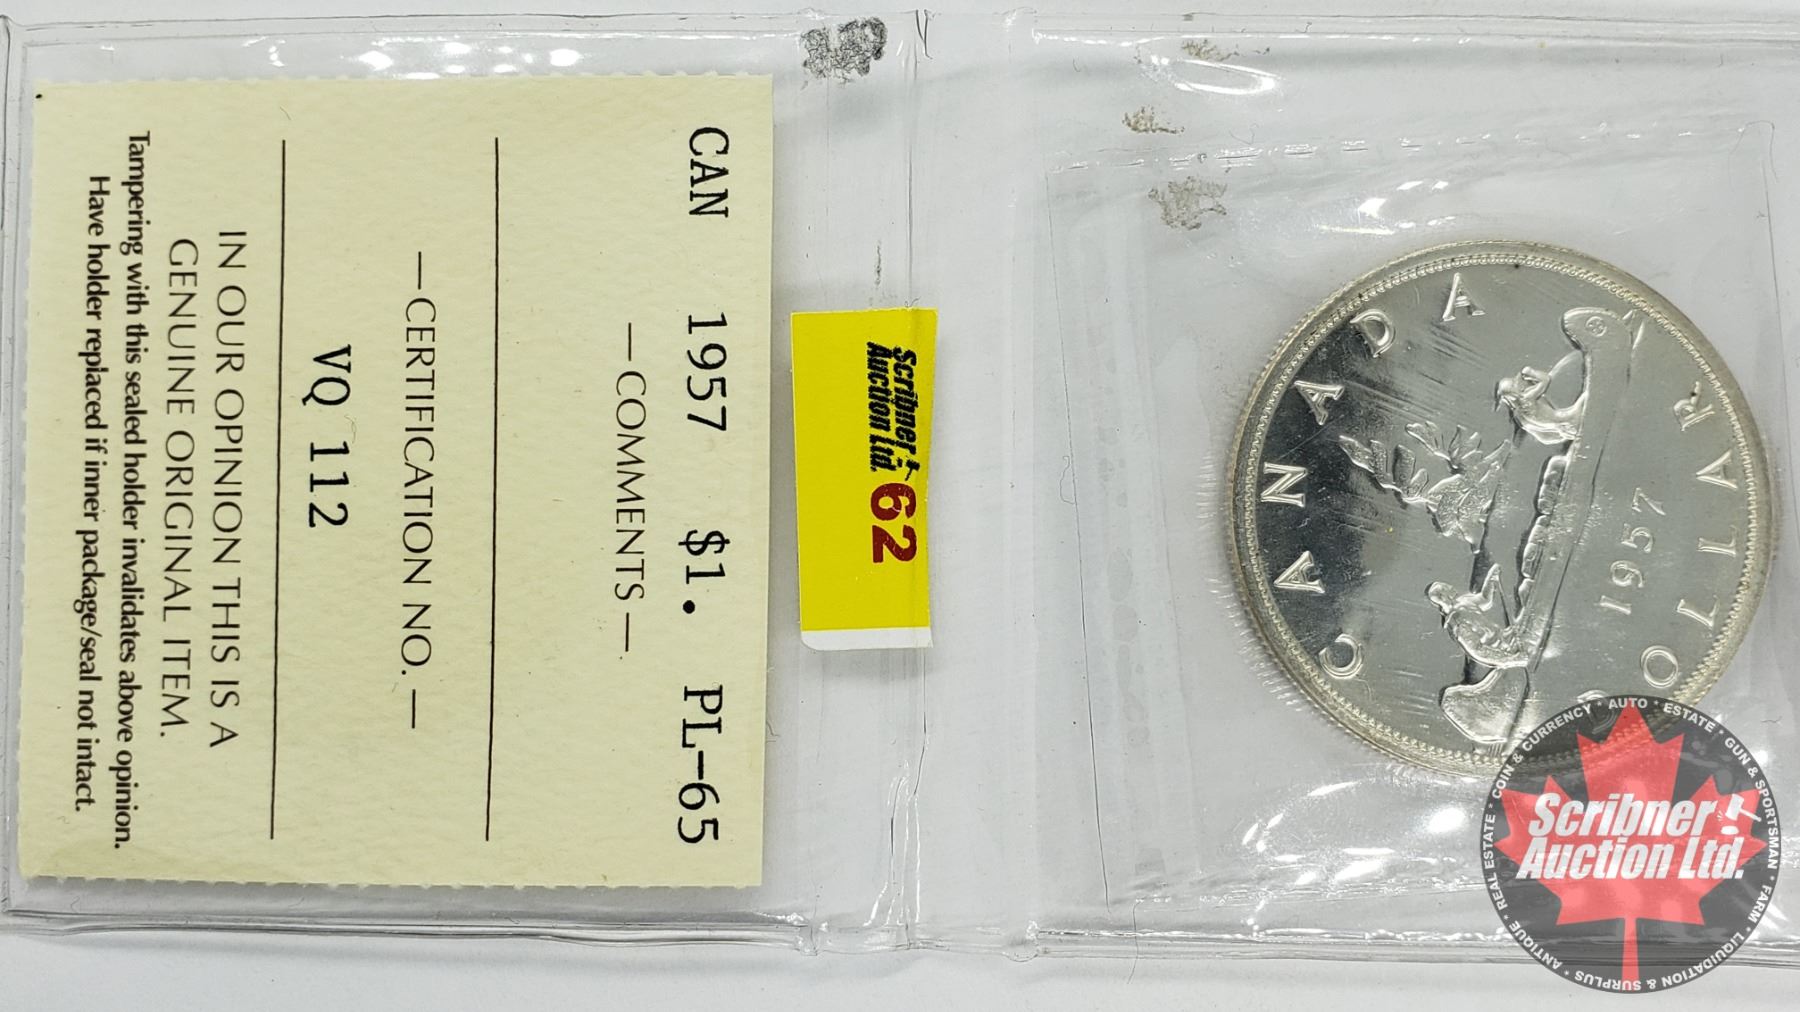 CAN 1957 $1. PL-65
—COMMENTS—
—CERTIFICATION NO.—
VQ 112
IN OUR OPINION THIS IS A
GENUINE ORIGINAL ITEM.
Tampering with this sealed holder invalidates above opinion.
Have holder replaced if inner package/seal not intact.
Scribner
Auction Ltd.
62
CANADA
1957
DOLLAR
COIN & CURRENCY * AUTO * ESTATE * GUN & SPORTSMAN * FARM * LIQUIDATION & SURPLUS * ANTIQUE * REAL ESTATE *
Scribner
Auction Ltd.